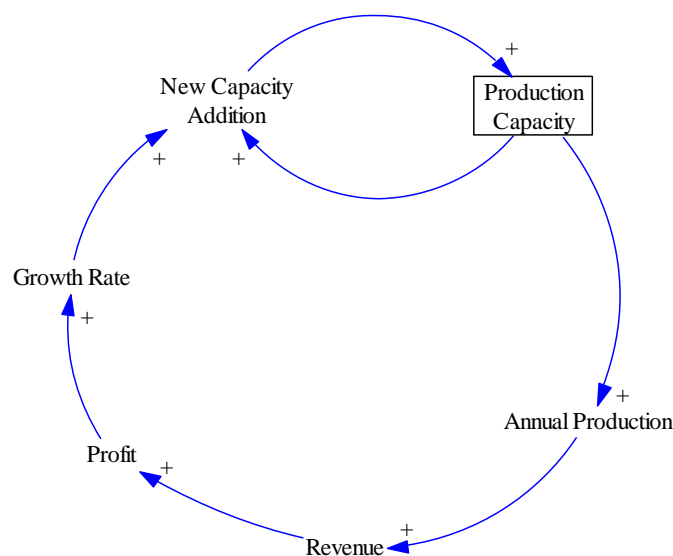 +
New Capacity
Addition
Production
Capacity
+
+
Growth Rate
+
+
Annual Production
Profit
+
+
Revenue